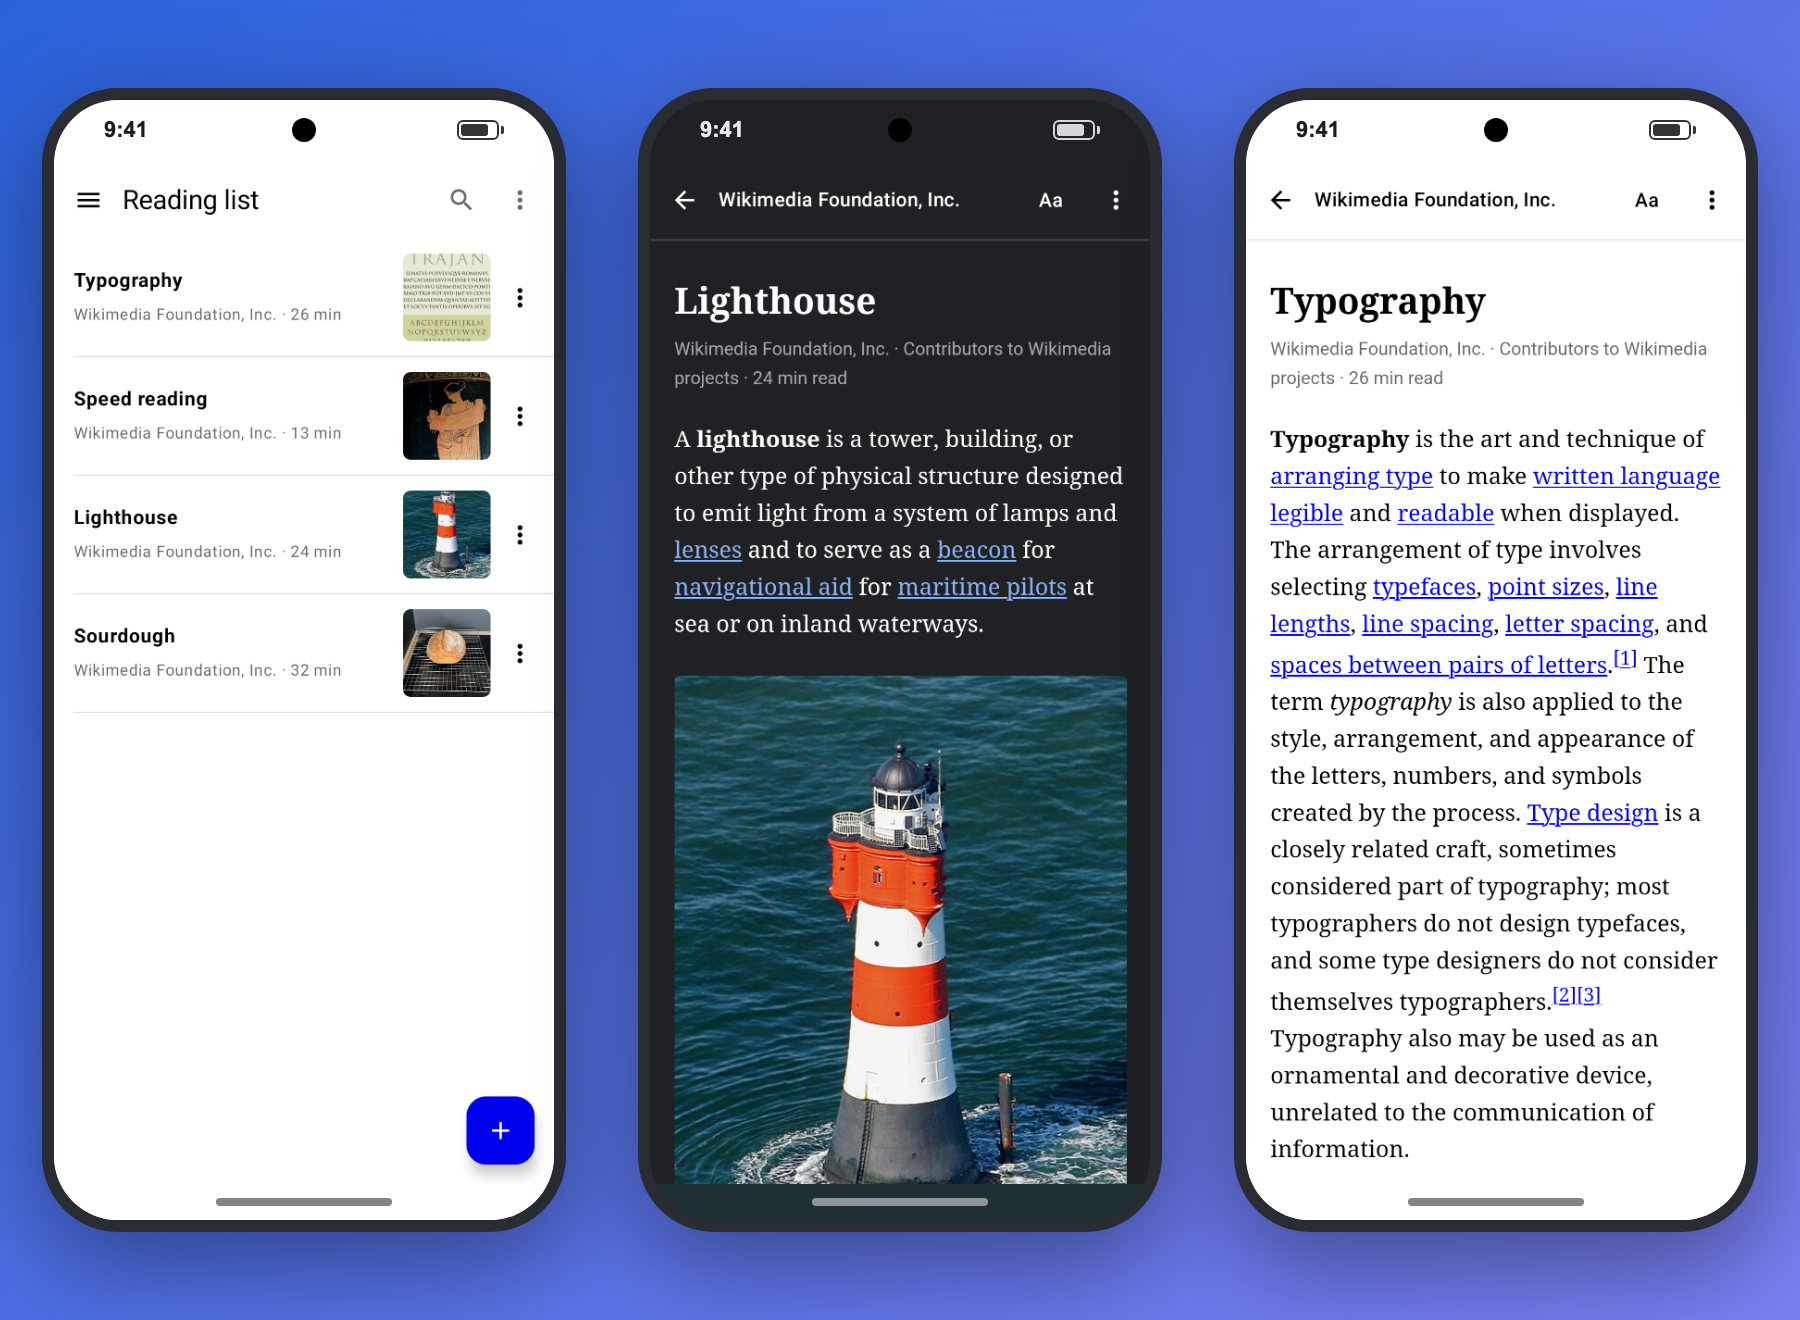 9:41
Reading list
Typography
Wikimedia Foundation, Inc. · 26 min
TRAJAN
ABCDEFGHIJKLM
NOPQRSTUVWXYZ
Speed reading
Wikimedia Foundation, Inc. · 13 min
Lighthouse
Wikimedia Foundation, Inc. · 24 min
Sourdough
Wikimedia Foundation, Inc. · 32 min
+
9:41
Wikimedia Foundation, Inc. Aa
Lighthouse
Wikimedia Foundation, Inc. · Contributors to Wikimedia
projects · 24 min read
A lighthouse is a tower, building, or
other type of physical structure designed
to emit light from a system of lamps and
lenses and to serve as a beacon for
navigational aid for maritime pilots at
sea or on inland waterways.
9:41
Wikimedia Foundation, Inc. Aa
Typography
Wikimedia Foundation, Inc. · Contributors to Wikimedia
projects · 26 min read
Typography is the art and technique of
arranging type to make written language
legible and readable when displayed.
The arrangement of type involves
selecting typefaces, point sizes, line
lengths, line spacing, letter spacing, and
spaces between pairs of letters.[1] The
term typography is also applied to the
style, arrangement, and appearance of
the letters, numbers, and symbols
created by the process. Type design is a
closely related craft, sometimes
considered part of typography; most
typographers do not design typefaces,
and some type designers do not consider
themselves typographers.[2][3]
Typography also may be used as an
ornamental and decorative device,
unrelated to the communication of
information.